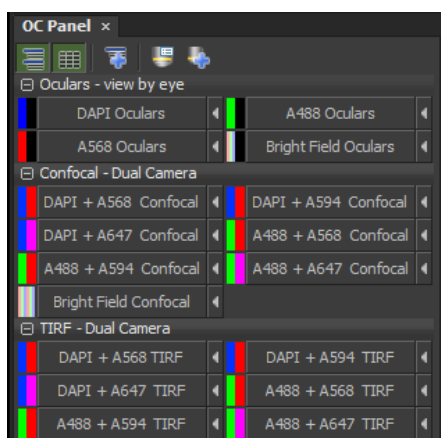 OC Panel ×
Oculars - view by eye
DAPI Oculars A488 Oculars
A568 Oculars Bright Field Oculars
Confocal - Dual Camera
DAPI + A568 Confocal DAPI + A594 Confocal
DAPI + A647 Confocal A488 + A568 Confocal
A488 + A594 Confocal A488 + A647 Confocal
Bright Field Confocal
TIRF - Dual Camera
DAPI + A568 TIRF DAPI + A594 TIRF
DAPI + A647 TIRF A488 + A568 TIRF
A488 + A594 TIRF A488 + A647 TIRF